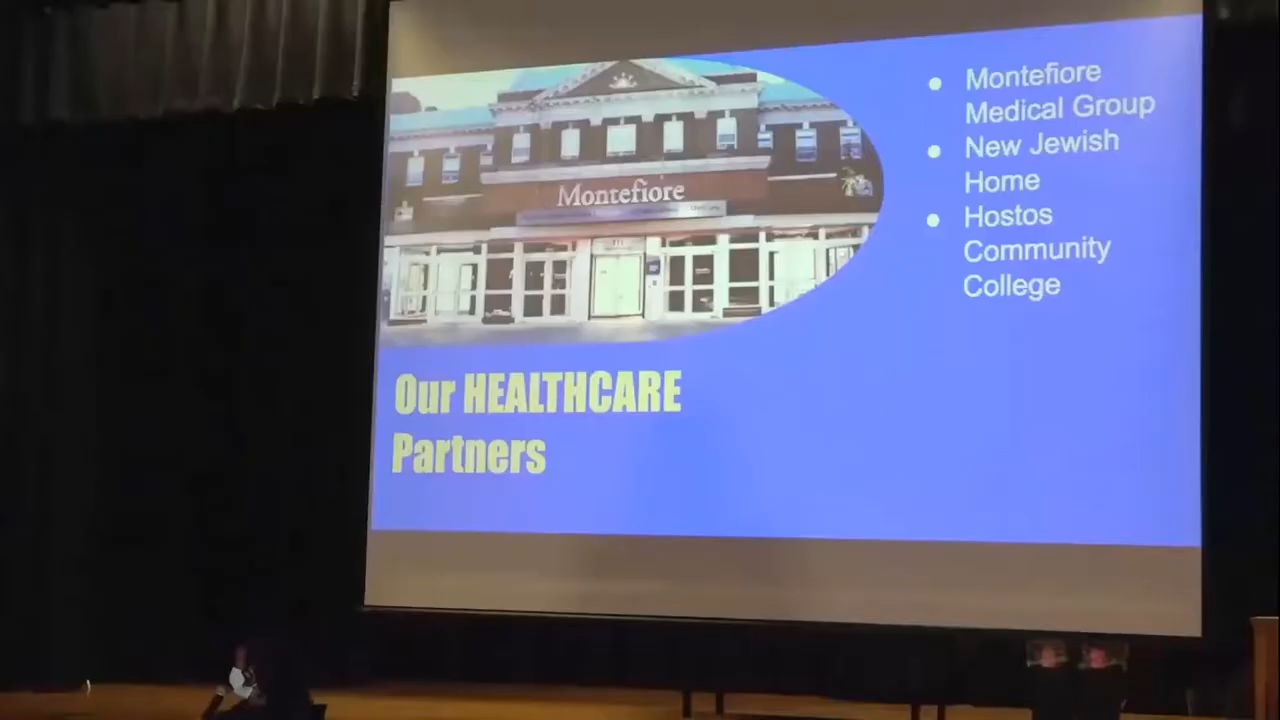 Montefiore
Our HEALTHCARE
Partners
● Montefiore
Medical Group
● New Jewish
Home
● Hostos
Community
College